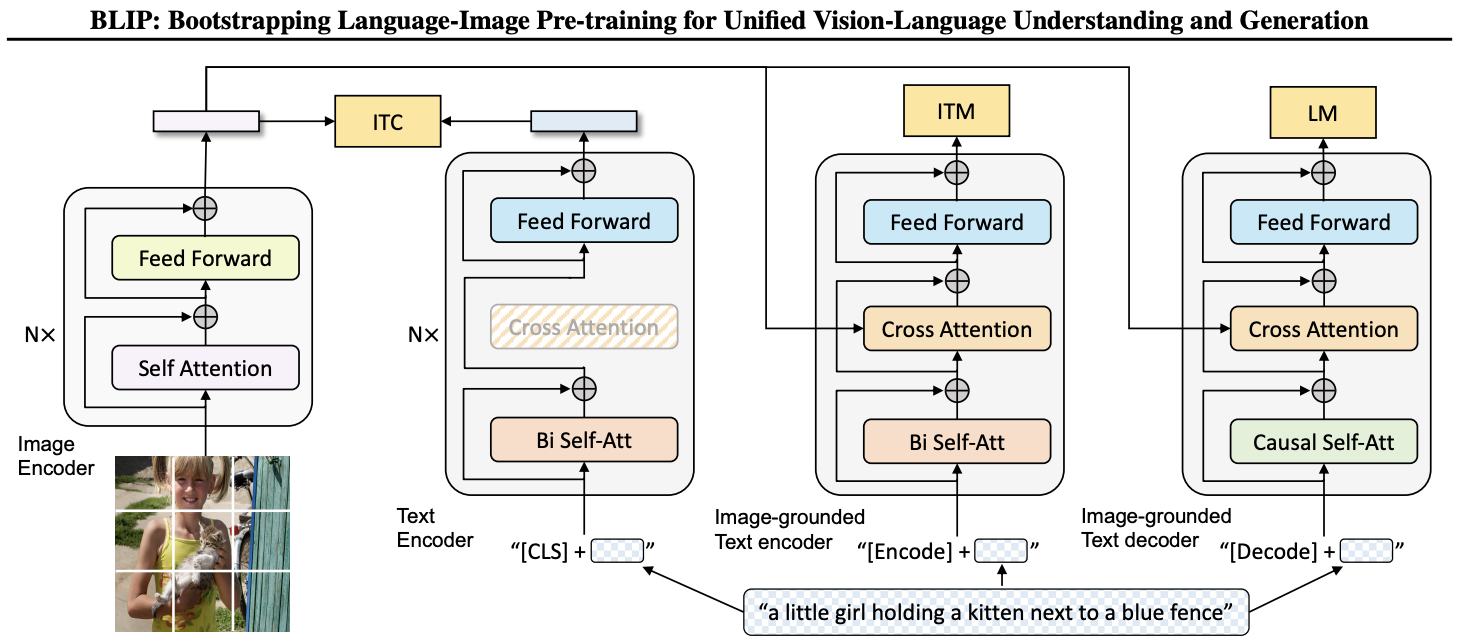 BLIP: Bootstrapping Language-Image Pre-training for Unified Vision-Language Understanding and Generation
ITC
ITM
LM
Feed Forward
Self Attention
N×
Image
Encoder
Feed Forward
Cross Attention
Bi Self-Att
N×
Text
Encoder
“[CLS] + ”
Feed Forward
Cross Attention
Bi Self-Att
Image-grounded
Text encoder
“[Encode] + ”
Feed Forward
Cross Attention
Causal Self-Att
Image-grounded
Text decoder
“[Decode] + ”
“a little girl holding a kitten next to a blue fence”